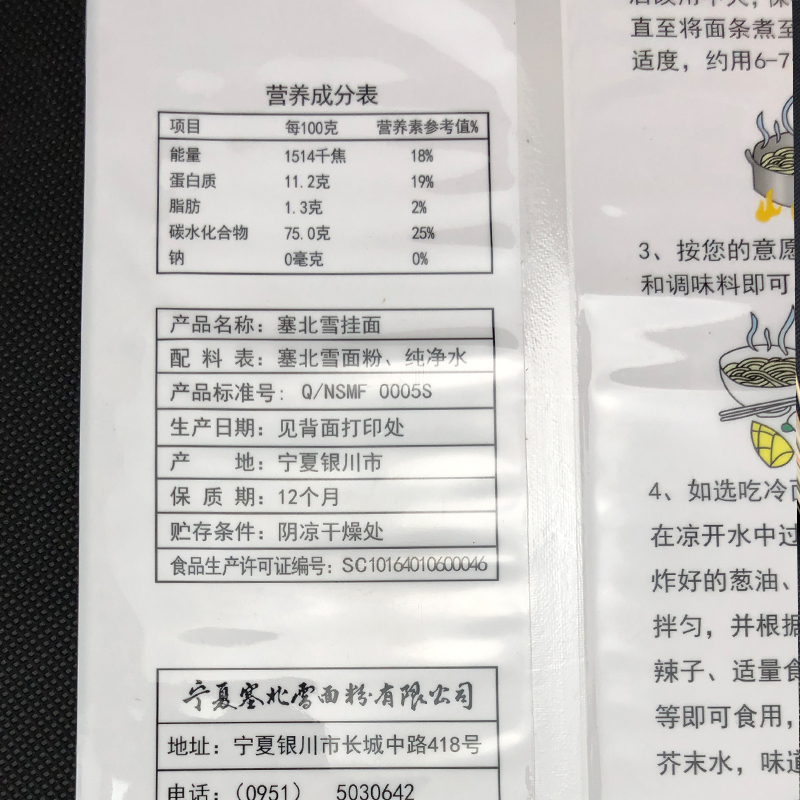 营养成分表
项目 每100克 营养素参考值%
能量 1514千焦 18%
蛋白质 11.2克 19%
脂肪 1.3克 2%
碳水化合物 75.0克 25%
钠 0毫克 0%
产品名称：塞北雪挂面
配 料 表：塞北雪面粉、纯净水
产品标准号：Q/NSMF 0005S
生产日期：见背面打印处
产 地：宁夏银川市
保 质 期：12个月
贮存条件：阴凉干燥处
食品生产许可证编号：SC10164010600046
宁夏塞北雪面粉有限公司
地址：宁夏银川市长城中路418号
电话：（0951） 5030642
直至将面条煮至
适度，约用6-7
3、按您的意愿
和调味料即可
4、如选吃冷面
在凉开水中过
炸好的葱油、
拌匀，并根据
辣子、适量食
等即可食用，
芥末水，味道